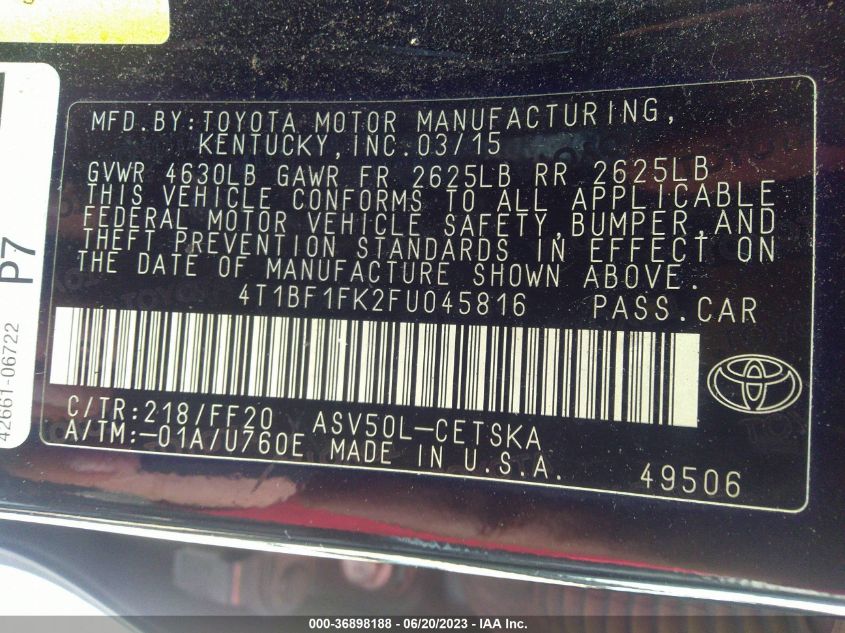 MFD.BY:TOYOTA MOTOR MANUFACTURING,
KENTUCKY,INC.03/15
GVWR 4630LB GAWR FR 2625LB RR 2625LB
THIS VEHICLE CONFORMS TO ALL APPLICABLE
FEDERAL MOTOR VEHICLE SAFETY,BUMPER,AND
THEFT PREVENTION STANDARDS IN EFFECT ON
THE DATE OF MANUFACTURE SHOWN ABOVE.
4T1BF1FK2FU045816 PASS.CAR
C/TR:218/FF20 ASV50L-CETSKA
A/TM:-01A/U760E MADE IN U.S.A.
49506
P7
42661-06722
000-36898188 - 06/20/2023 - IAA Inc.